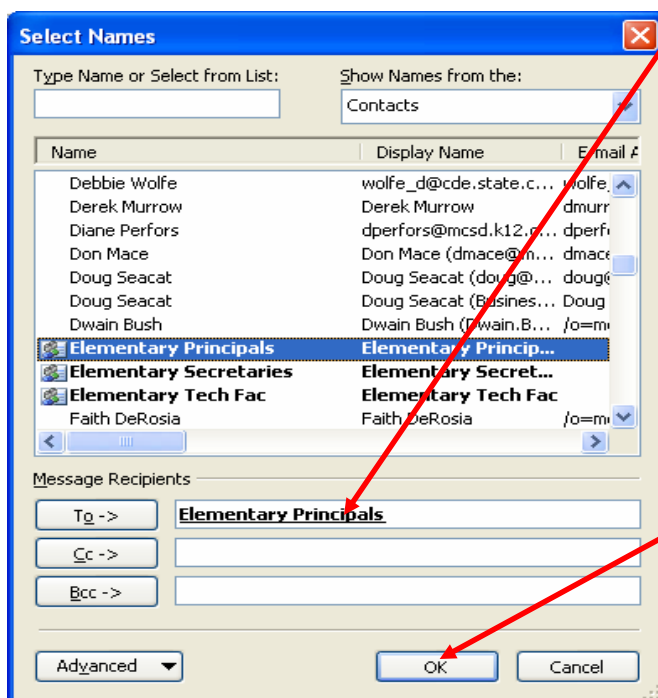 Select Names
Type Name or Select from List: Show Names from the:
Contacts
Name Display Name E-mail A
Debbie Wolfe wolfe_d@cde.state.c... wolfe_
Derek Murrow Derek Murrow dmurr
Diane Perfors dperfors@mcsd.k12.c... dperf
Don Mace Don Mace (dmace@m... dmace
Doug Seacat Doug Seacat (doug@... doug@
Doug Seacat Doug Seacat (Busines... Doug
Dwain Bush Dwain Bush (Dwain.B... /o=m
Elementary Principals Elementary Princip...
Elementary Secretaries Elementary Secret...
Elementary Tech Fac Elementary Tech Fac
Faith DeRosia Faith DeRosia /o=m
Message Recipients
To -> Elementary Principals
Cc ->
Bcc ->
Advanced OK Cancel